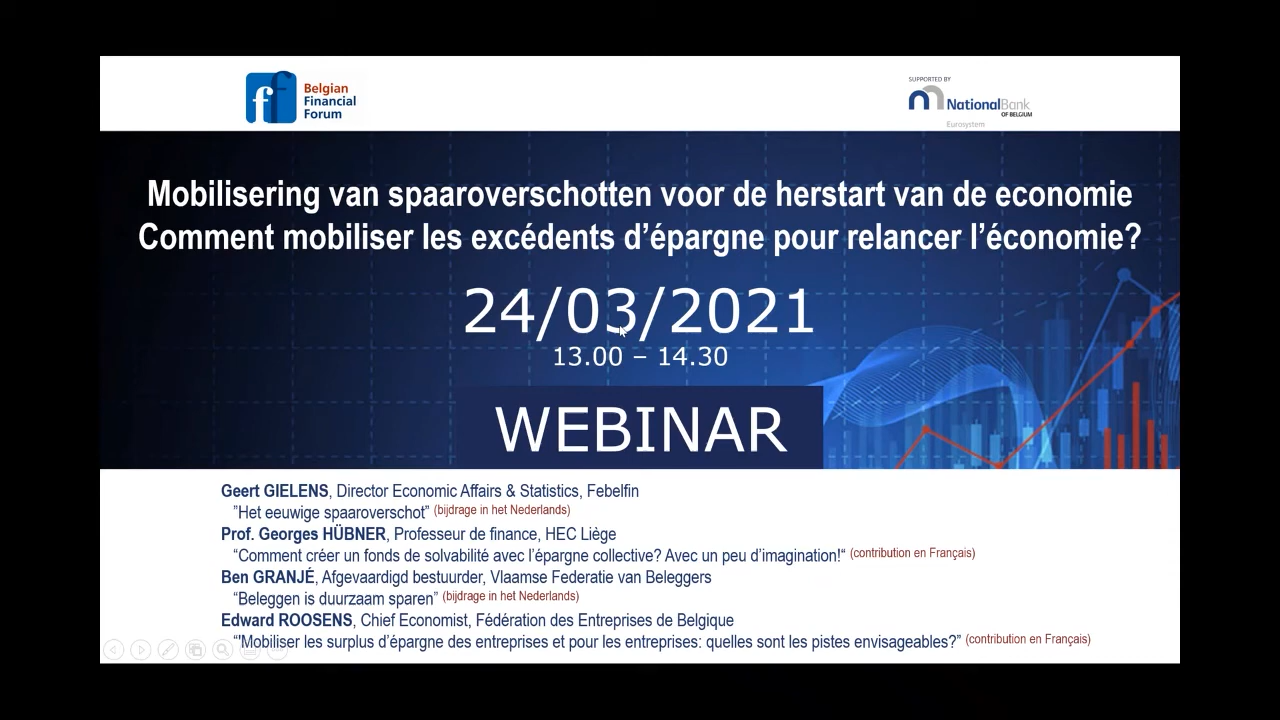 Belgian
Financial
Forum
SUPPORTED BY
NationalBank
OF BELGIUM
Eurosystem
Mobilisering van spaaroverschotten voor de herstart van de economie
Comment mobiliser les excédents d’épargne pour relancer l’économie?
24/03/2021
13.00 – 14.30
WEBINAR
Geert GIELENS, Director Economic Affairs & Statistics, Febelfin
”Het eeuwige spaaroverschot” (bijdrage in het Nederlands)
Prof. Georges HÜBNER, Professeur de finance, HEC Liège
“Comment créer un fonds de solvabilité avec l’épargne collective? Avec un peu d’imagination!“ (contribution en Français)
Ben GRANJÉ, Afgevaardigd bestuurder, Vlaamse Federatie van Beleggers
“Beleggen is duurzaam sparen” (bijdrage in het Nederlands)
Edward ROOSENS, Chief Economist, Fédération des Entreprises de Belgique
“'Mobiliser les surplus d’épargne des entreprises et pour les entreprises: quelles sont les pistes envisageables?” (contribution en Français)